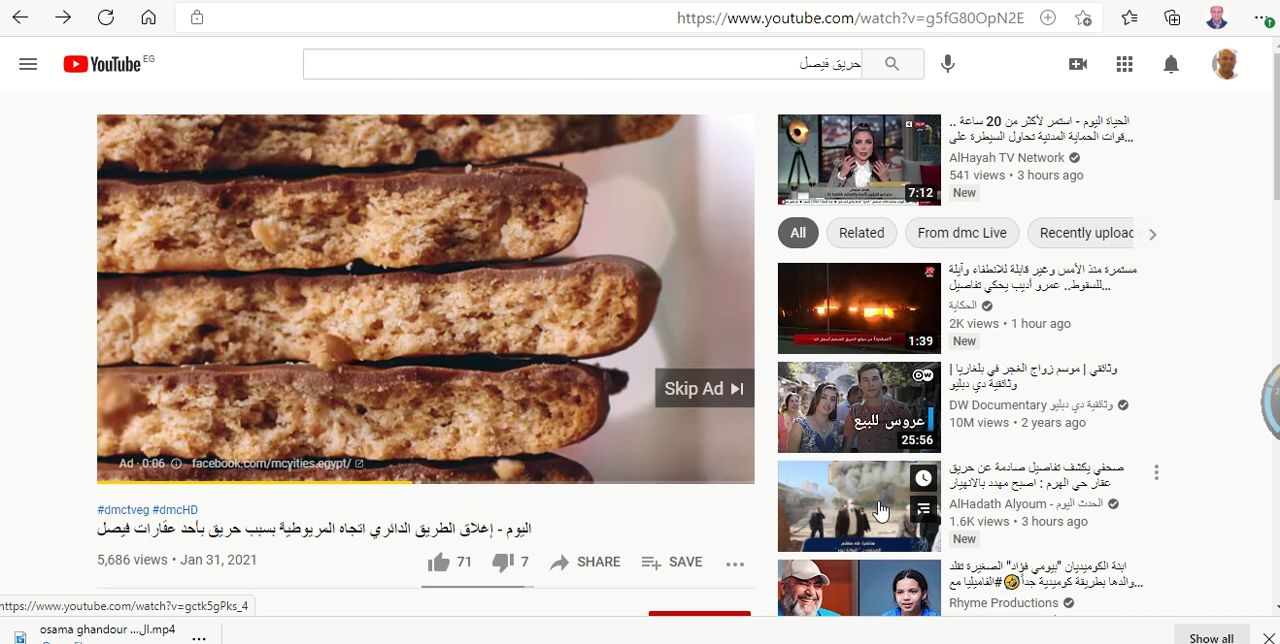 https://www.youtube.com/watch?v=g5fG80OpN2E
YouTube EG
حريق فيصل
Skip Ad
Ad · 0:06 facebook.com/mcvities.egypt/
#dmctveg #dmcHD
اليوم - إغلاق الطريق الدائري اتجاه المريوطية بسبب حريق بأحد عقارات فيصل
5,686 views • Jan 31, 2021
71
7
SHARE
SAVE
7:12
الحياة اليوم - استمر لأكثر من 20 ساعة ..
قوات الحماية المدنية تحاول السيطرة على...
AlHayah TV Network
541 views • 3 hours ago
New
All
Related
From dmc Live
Recently uploade
1:39
مستمرة منذ الأمس وغير قابلة للانطفاء وآيلة
للسقوط.. عمرو أديب يحكي تفاصيل...
الحكاية
2K views • 1 hour ago
New
DW
عروس للبيع
25:56
وثائقي | موسم زواج الغجر في بلغاريا |
وثائقية دي دبليو
DW Documentary وثائقية دي دبليو
10M views • 2 years ago
صحفي يكشف تفاصيل صادمة عن حريق
عقار حي الهرم : اصبح مهدد بالانهيار
AlHadath Alyoum - الحدث اليوم
1.6K views • 3 hours ago
New
ابنة الكوميديان "بيومي فؤاد" الصغيرة تقلد
والدها بطريقة كوميدية جداً🤣#الفاميليا مع...
Rhyme Productions
https://www.youtube.com/watch?v=gctk5gPks_4
osama ghandour ...ال.mp4
Show all